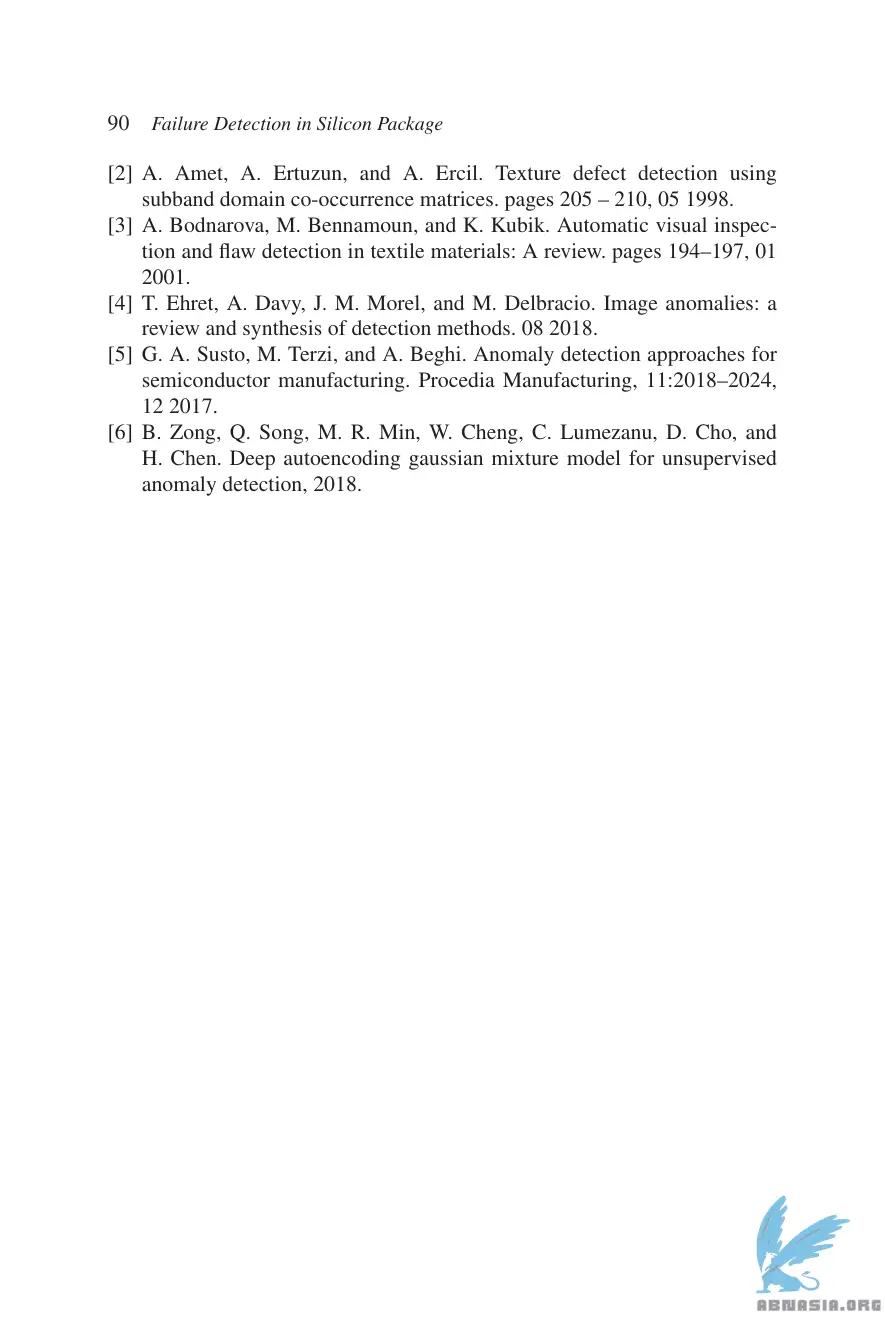 90 Failure Detection in Silicon Package
[2] A. Amet, A. Ertuzun, and A. Ercil. Texture defect detection using
subband domain co-occurrence matrices. pages 205 – 210, 05 1998.
[3] A. Bodnarova, M. Bennamoun, and K. Kubik. Automatic visual inspec-
tion and flaw detection in textile materials: A review. pages 194–197, 01
2001.
[4] T. Ehret, A. Davy, J. M. Morel, and M. Delbracio. Image anomalies: a
review and synthesis of detection methods. 08 2018.
[5] G. A. Susto, M. Terzi, and A. Beghi. Anomaly detection approaches for
semiconductor manufacturing. Procedia Manufacturing, 11:2018–2024,
12 2017.
[6] B. Zong, Q. Song, M. R. Min, W. Cheng, C. Lumezanu, D. Cho, and
H. Chen. Deep autoencoding gaussian mixture model for unsupervised
anomaly detection, 2018.
ABNASIA.ORG